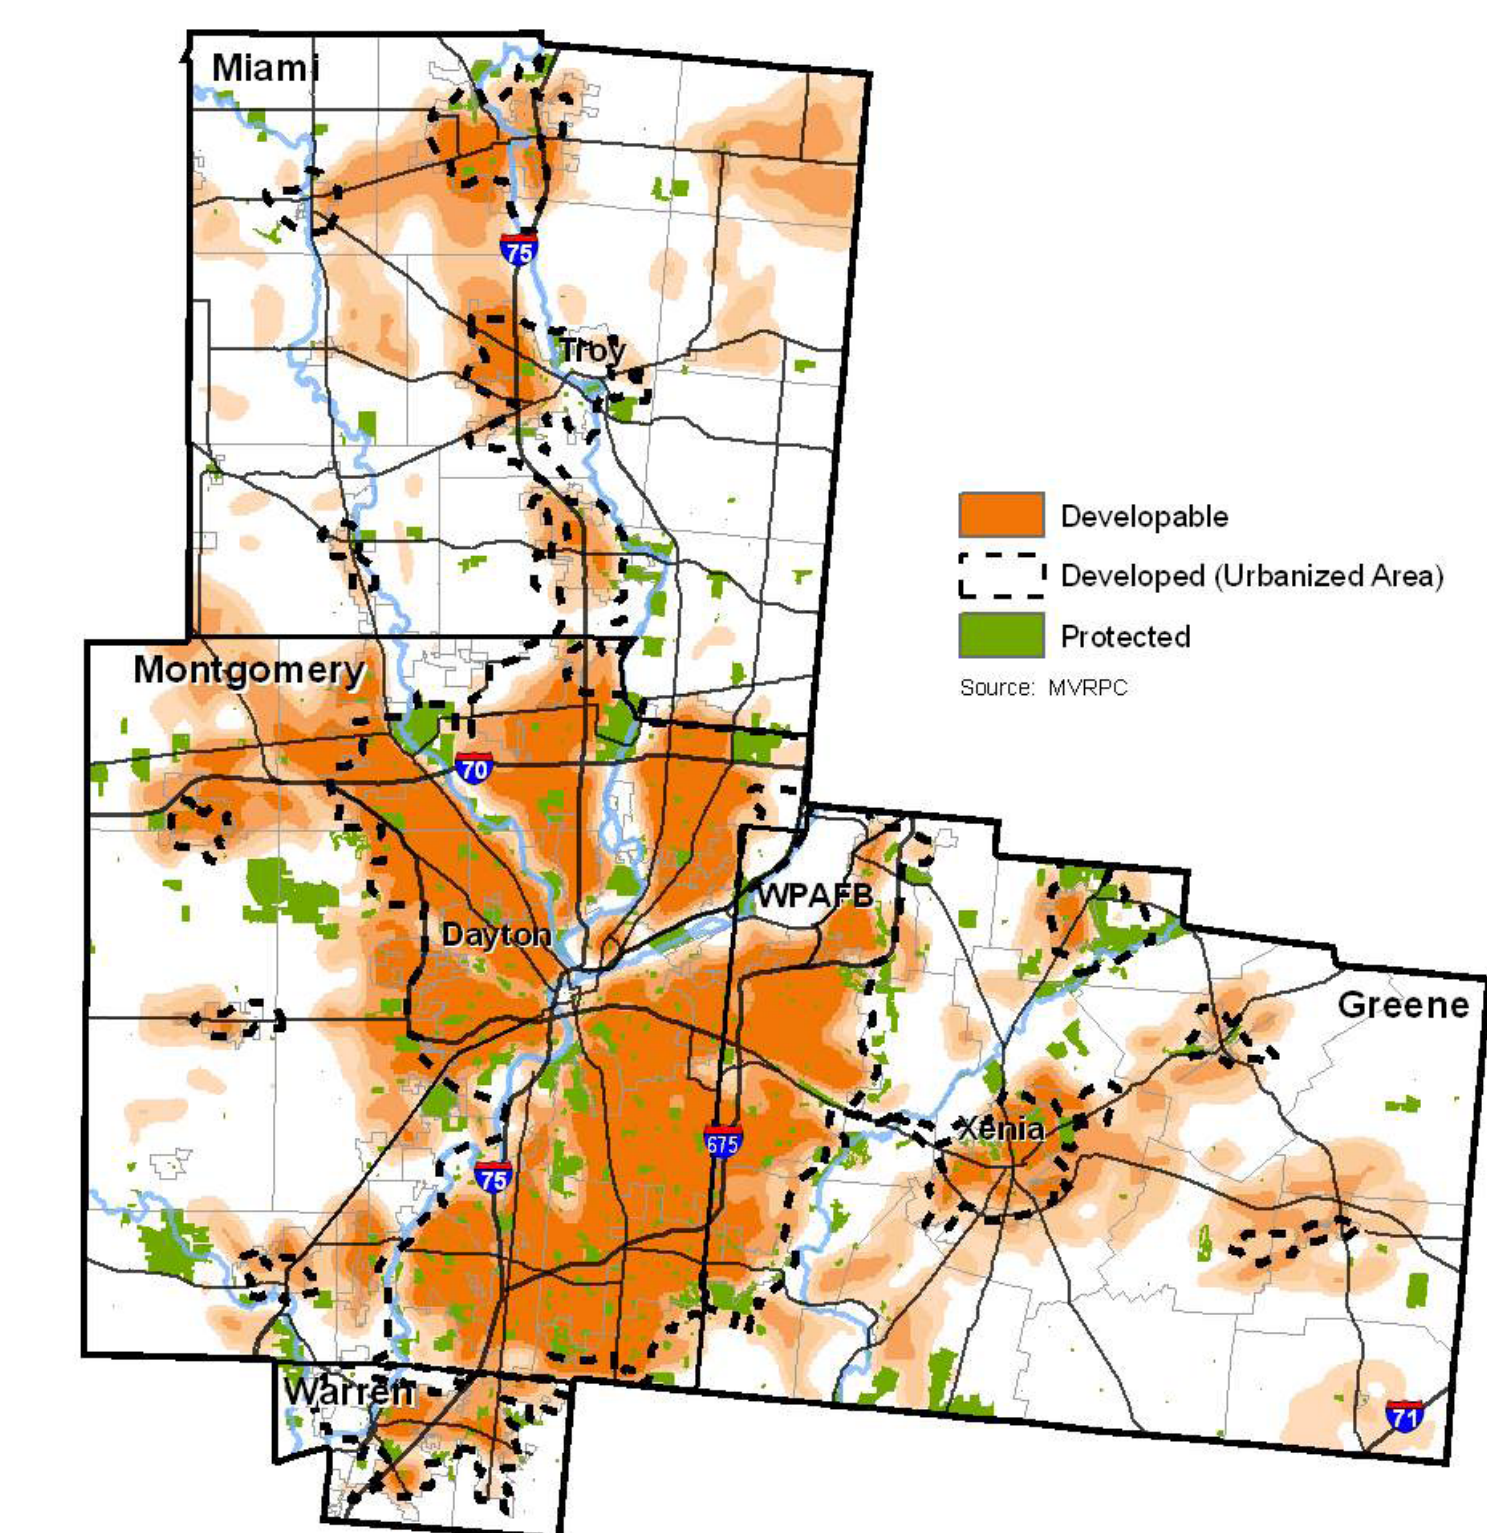 Miami
75
Troy
Developable
Developed (Urbanized Area)
Protected
Source: MVRPC
Montgomery
70
WPAFB
Dayton
Greene
Xenia
675
75
Warren
71